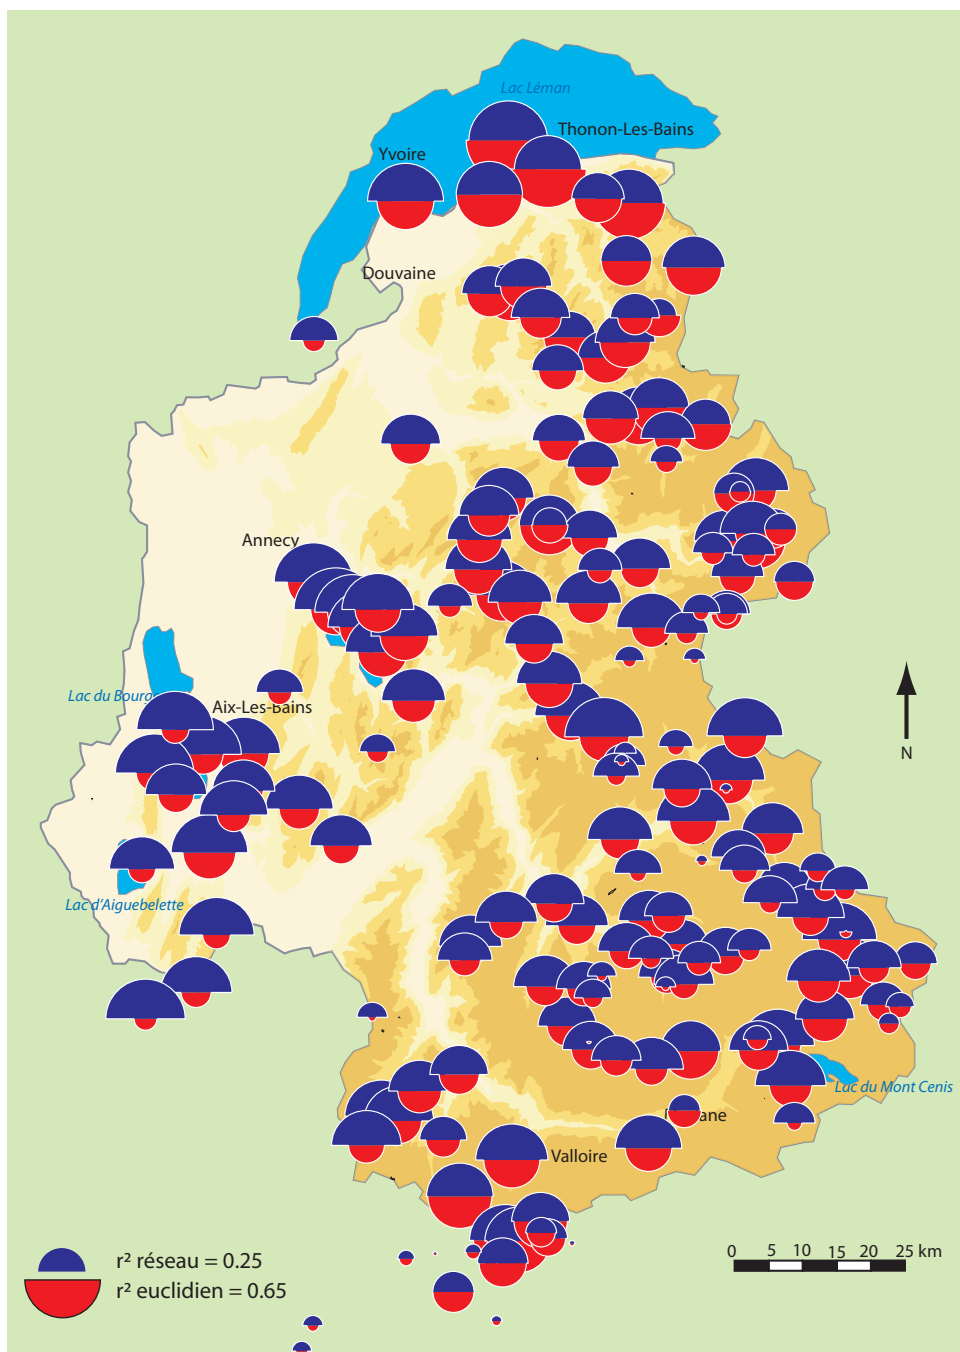 Lac Léman
Thonon-Les-Bains
Yvoire
Douvaine
Annecy
Lac du Bourg
Aix-Les-Bains
Lac d'Aiguebelette
Lac du Mont Cenis
ane
Valloire
N
r² réseau = 0.25
r² euclidien = 0.65
0 5 10 15 20 25 km